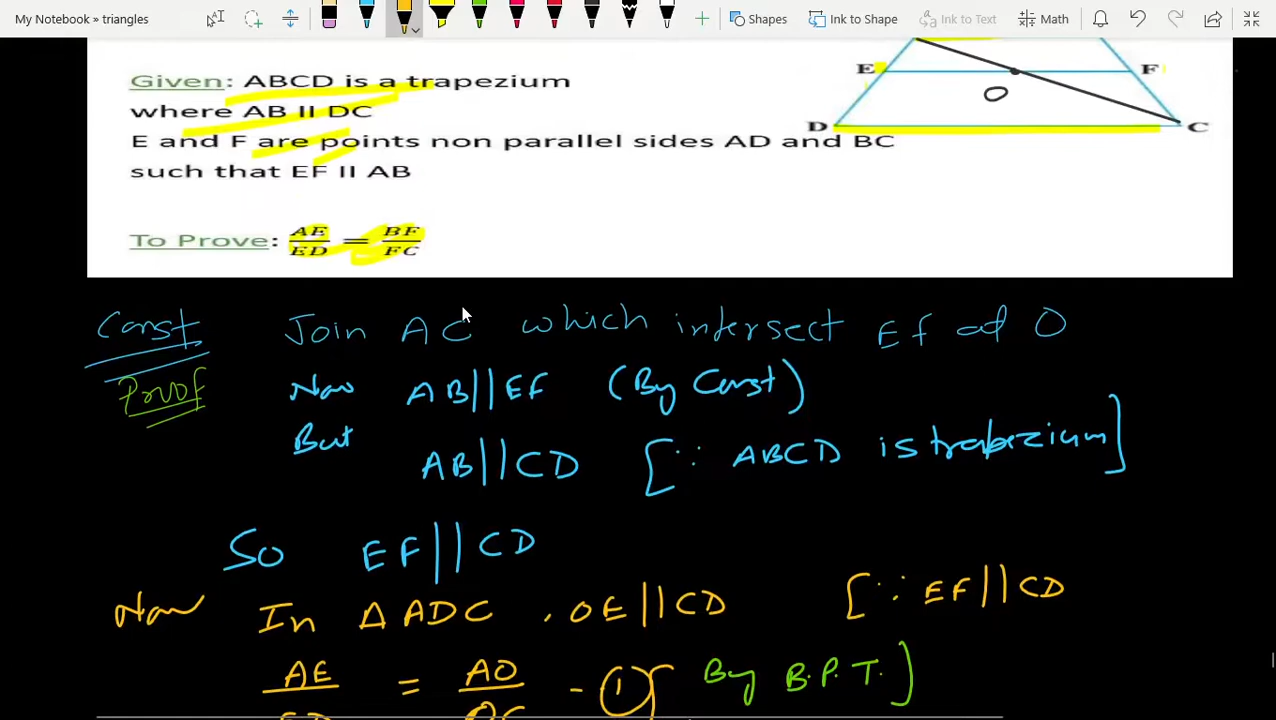 My Notebook » triangles
Shapes
Ink to Shape
Ink to Text
Math
Given: ABCD is a trapezium
where AB II DC
E and F are points non parallel sides AD and BC
such that EF II AB
E F
O
D C
To Prove: AE/ED = BF/FC
Const Join AC which intersect Ef at O
Proof Now AB||EF (By Const)
But AB||CD [∵ ABCD is trapezium]
So EF||CD
Now In Δ ADC , OE||CD [∵ EF||CD
AE/ED = AO/OC - ① [By B.P.T.]